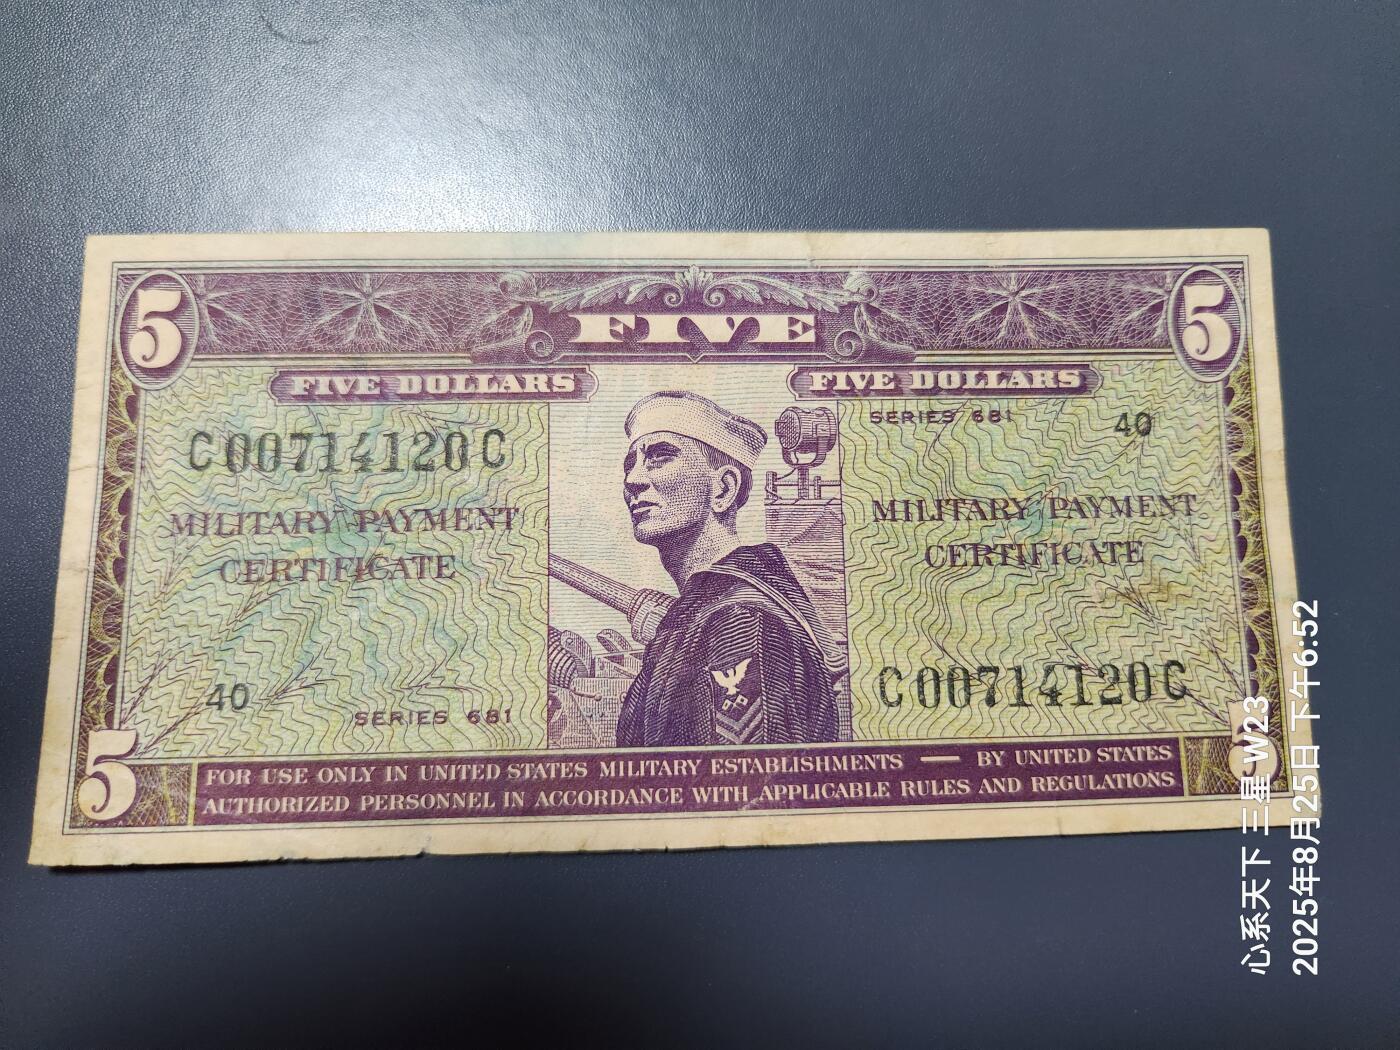 5 FIVE 5
FIVE DOLLARS FIVE DOLLARS
SERIES 681 40
C00714120C
MILITARY PAYMENT
CERTIFICATE
MILITARY PAYMENT
CERTIFICATE
C00714120C
40
SERIES 681
5 5
FOR USE ONLY IN UNITED STATES MILITARY ESTABLISHMENTS — BY UNITED STATES
AUTHORIZED PERSONNEL IN ACCORDANCE WITH APPLICABLE RULES AND REGULATIONS
心系天下 三星 W23
2025年8月25日 下午6:52